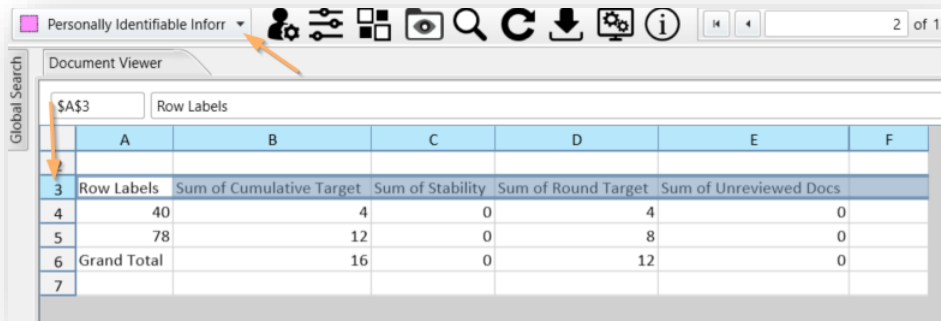 Personally Identifiable Inforr
2 of 1
Global Search
Document Viewer
$A$3 Row Labels
A B C D E F
2
3 Row Labels Sum of Cumulative Target Sum of Stability Sum of Round Target Sum of Unreviewed Docs
4 40 4 0 4 0
5 78 12 0 8 0
6 Grand Total 16 0 12 0
7